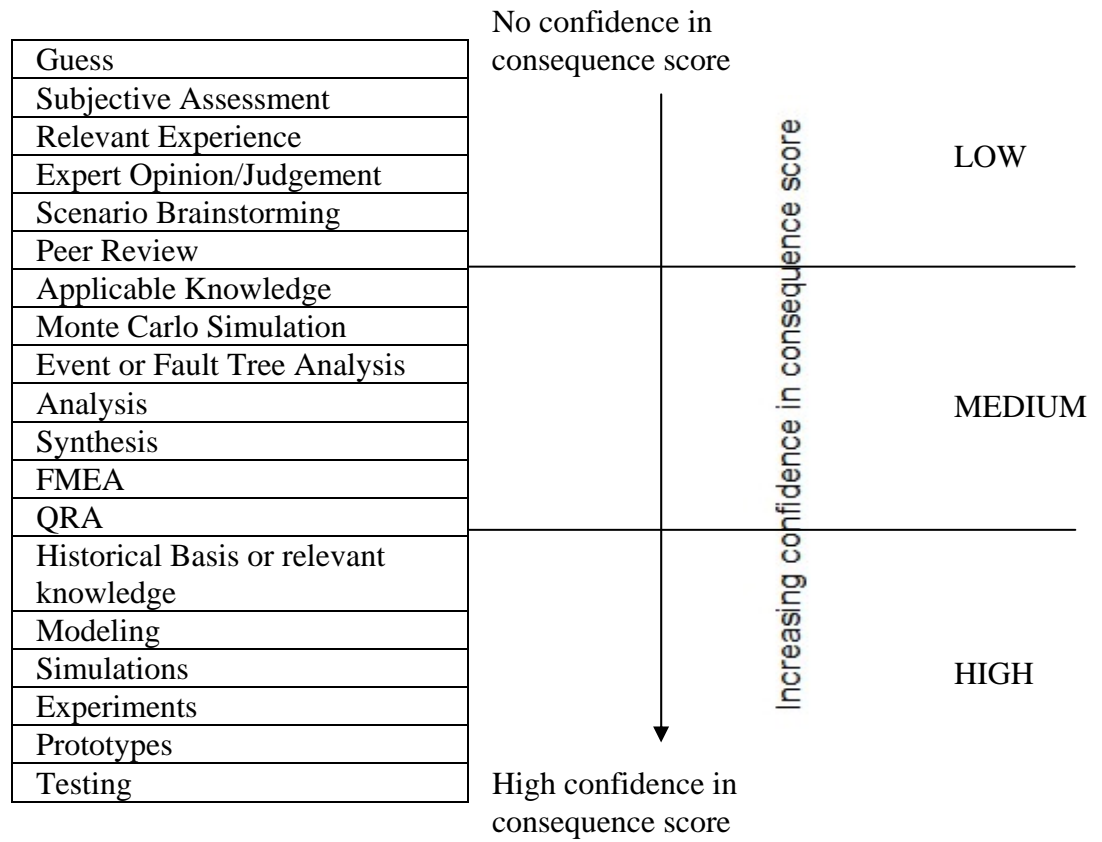 No confidence in
consequence score
Guess
Subjective Assessment
Relevant Experience
Expert Opinion/Judgement
Scenario Brainstorming
Peer Review
Applicable Knowledge
Monte Carlo Simulation
Event or Fault Tree Analysis
Analysis
Synthesis
FMEA
QRA
Historical Basis or relevant
knowledge
Modeling
Simulations
Experiments
Prototypes
Testing
High confidence in
consequence score
Increasing confidence in consequence score
LOW
MEDIUM
HIGH